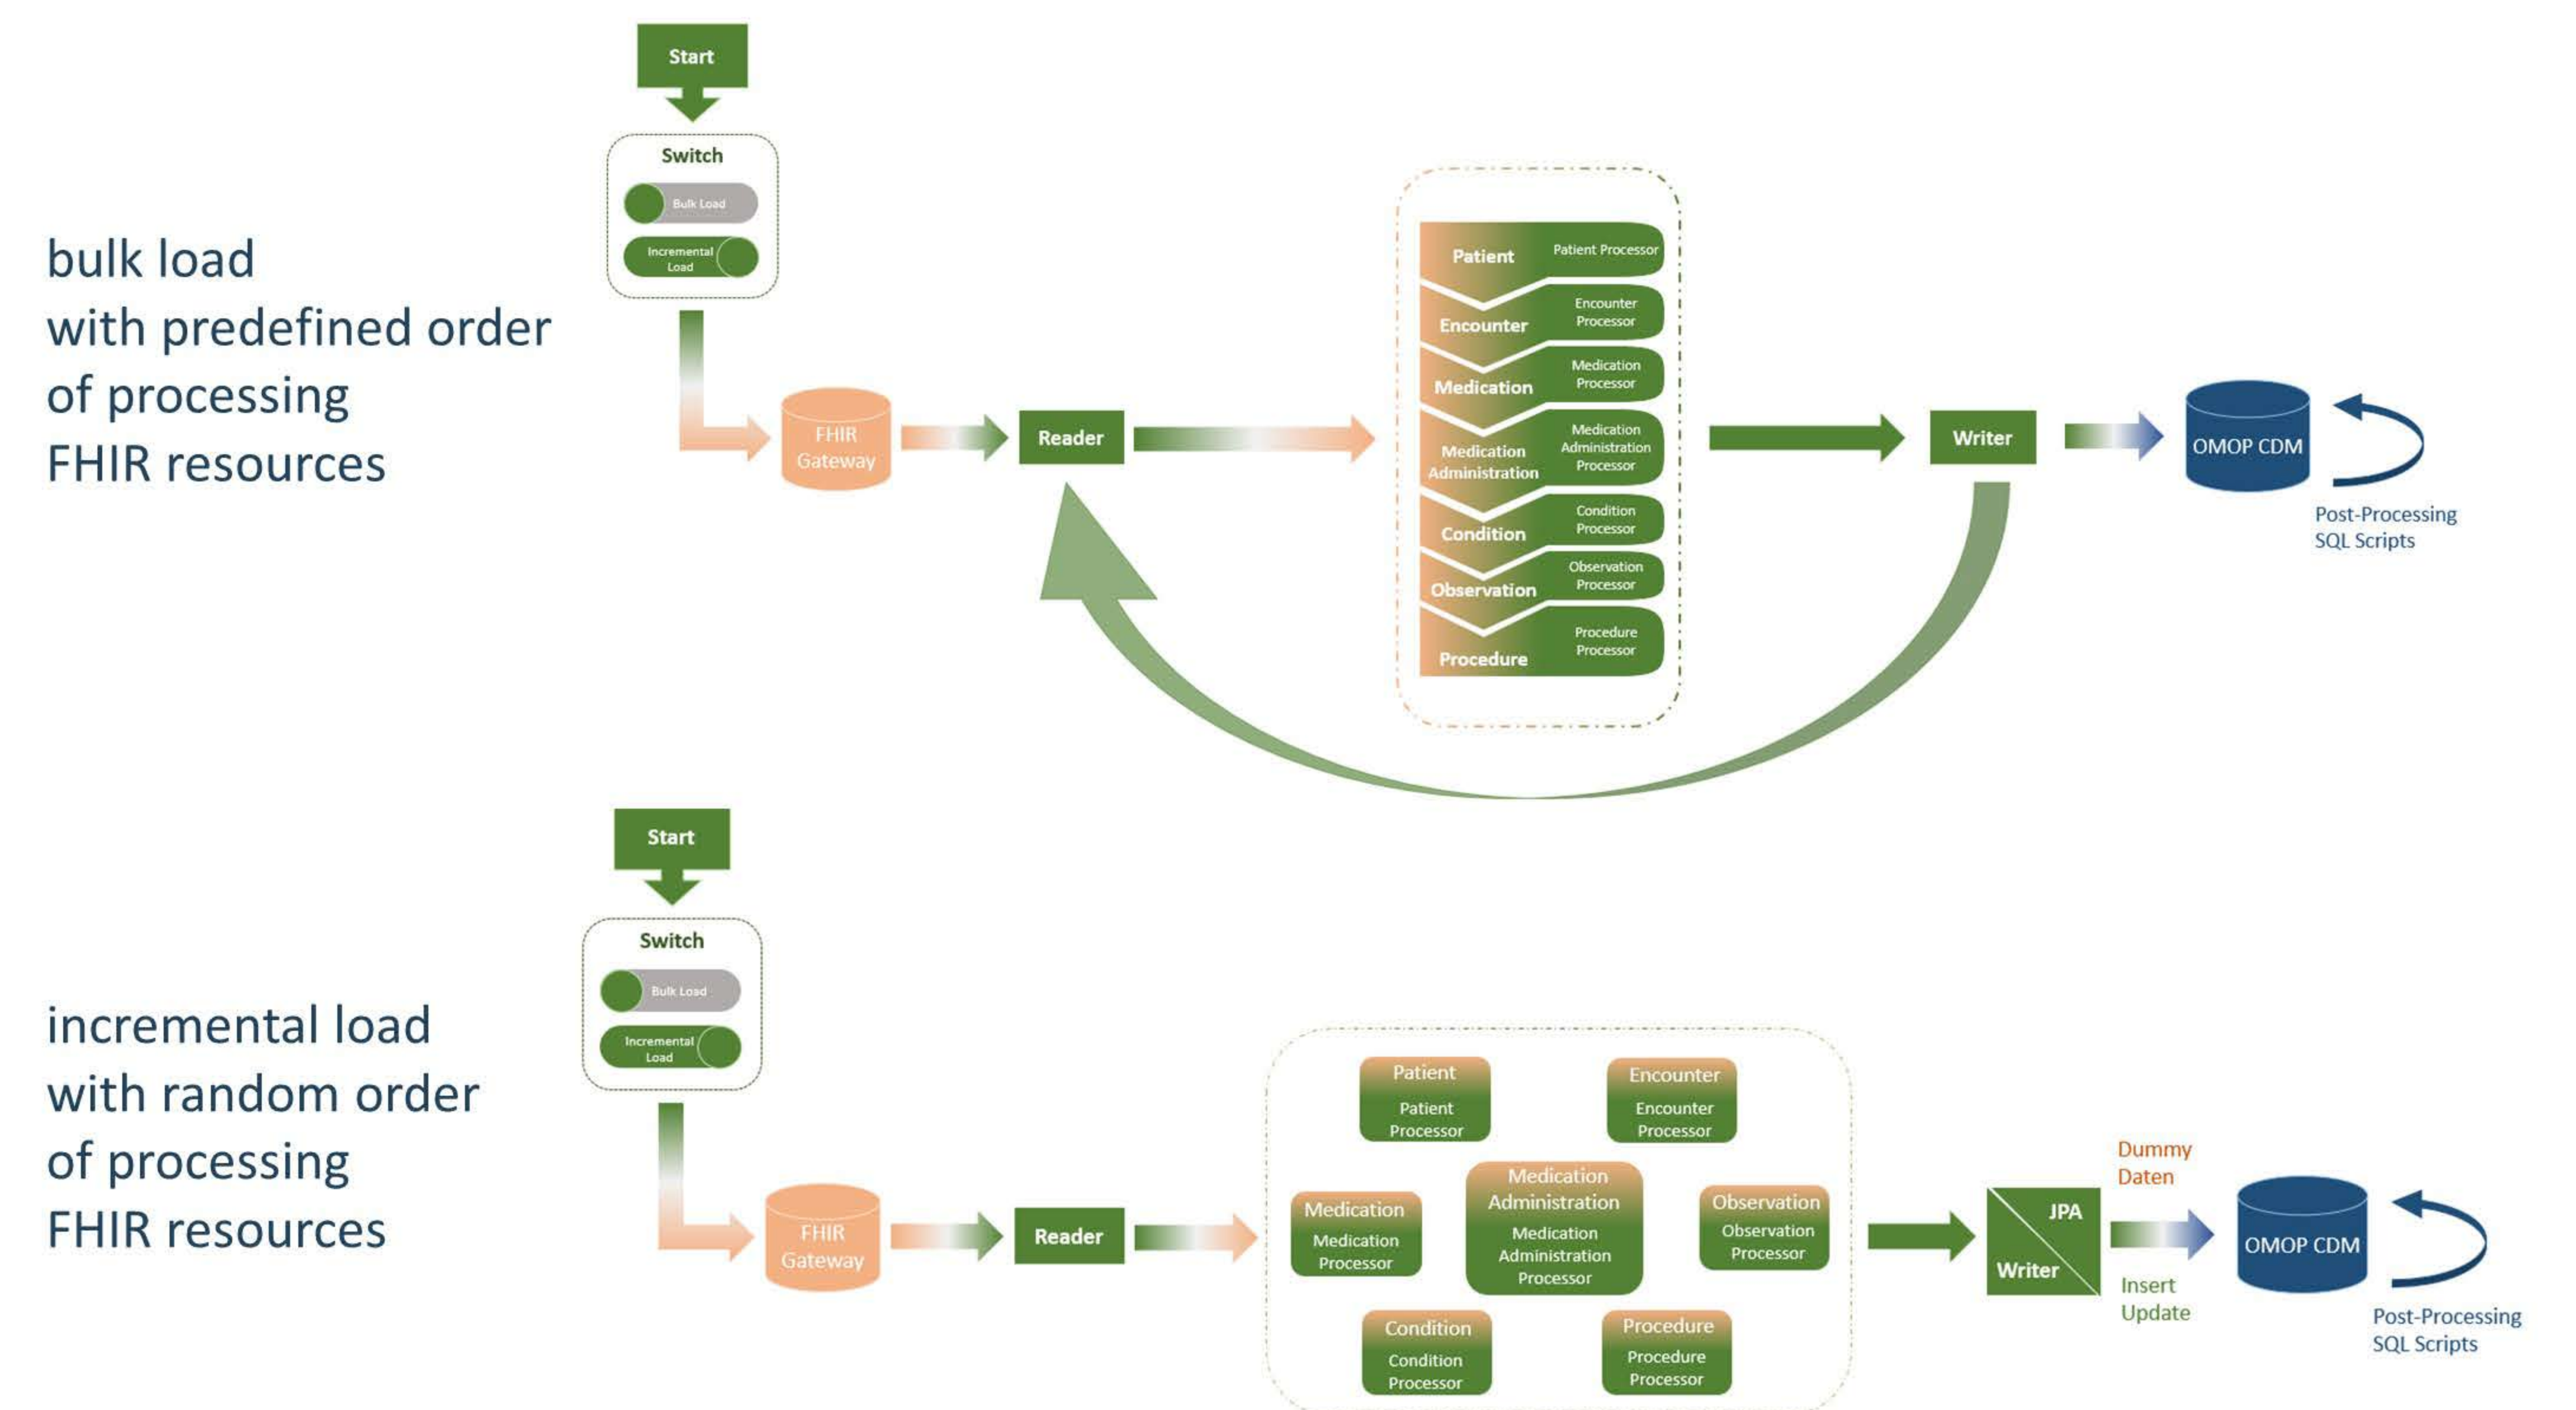 bulk load
with predefined order
of processing
FHIR resources
Start
Switch
Bulk Load
Incremental
Load
FHIR
Gateway
Reader
Patient
Patient Processor
Encounter
Encounter
Processor
Medication
Medication
Processor
Medication
Administration
Medication
Administration
Processor
Condition
Condition
Processor
Observation
Observation
Processor
Procedure
Procedure
Processor
Writer
OMOP CDM
Post-Processing
SQL Scripts
incremental load
with random order
of processing
FHIR resources
Start
Switch
Bulk Load
Incremental
Load
FHIR
Gateway
Reader
Patient
Patient
Processor
Encounter
Encounter
Processor
Medication
Medication
Processor
Medication
Administration
Medication
Administration
Processor
Observation
Observation
Processor
Condition
Condition
Processor
Procedure
Procedure
Processor
JPA
Writer
Dummy
Daten
Insert
Update
OMOP CDM
Post-Processing
SQL Scripts